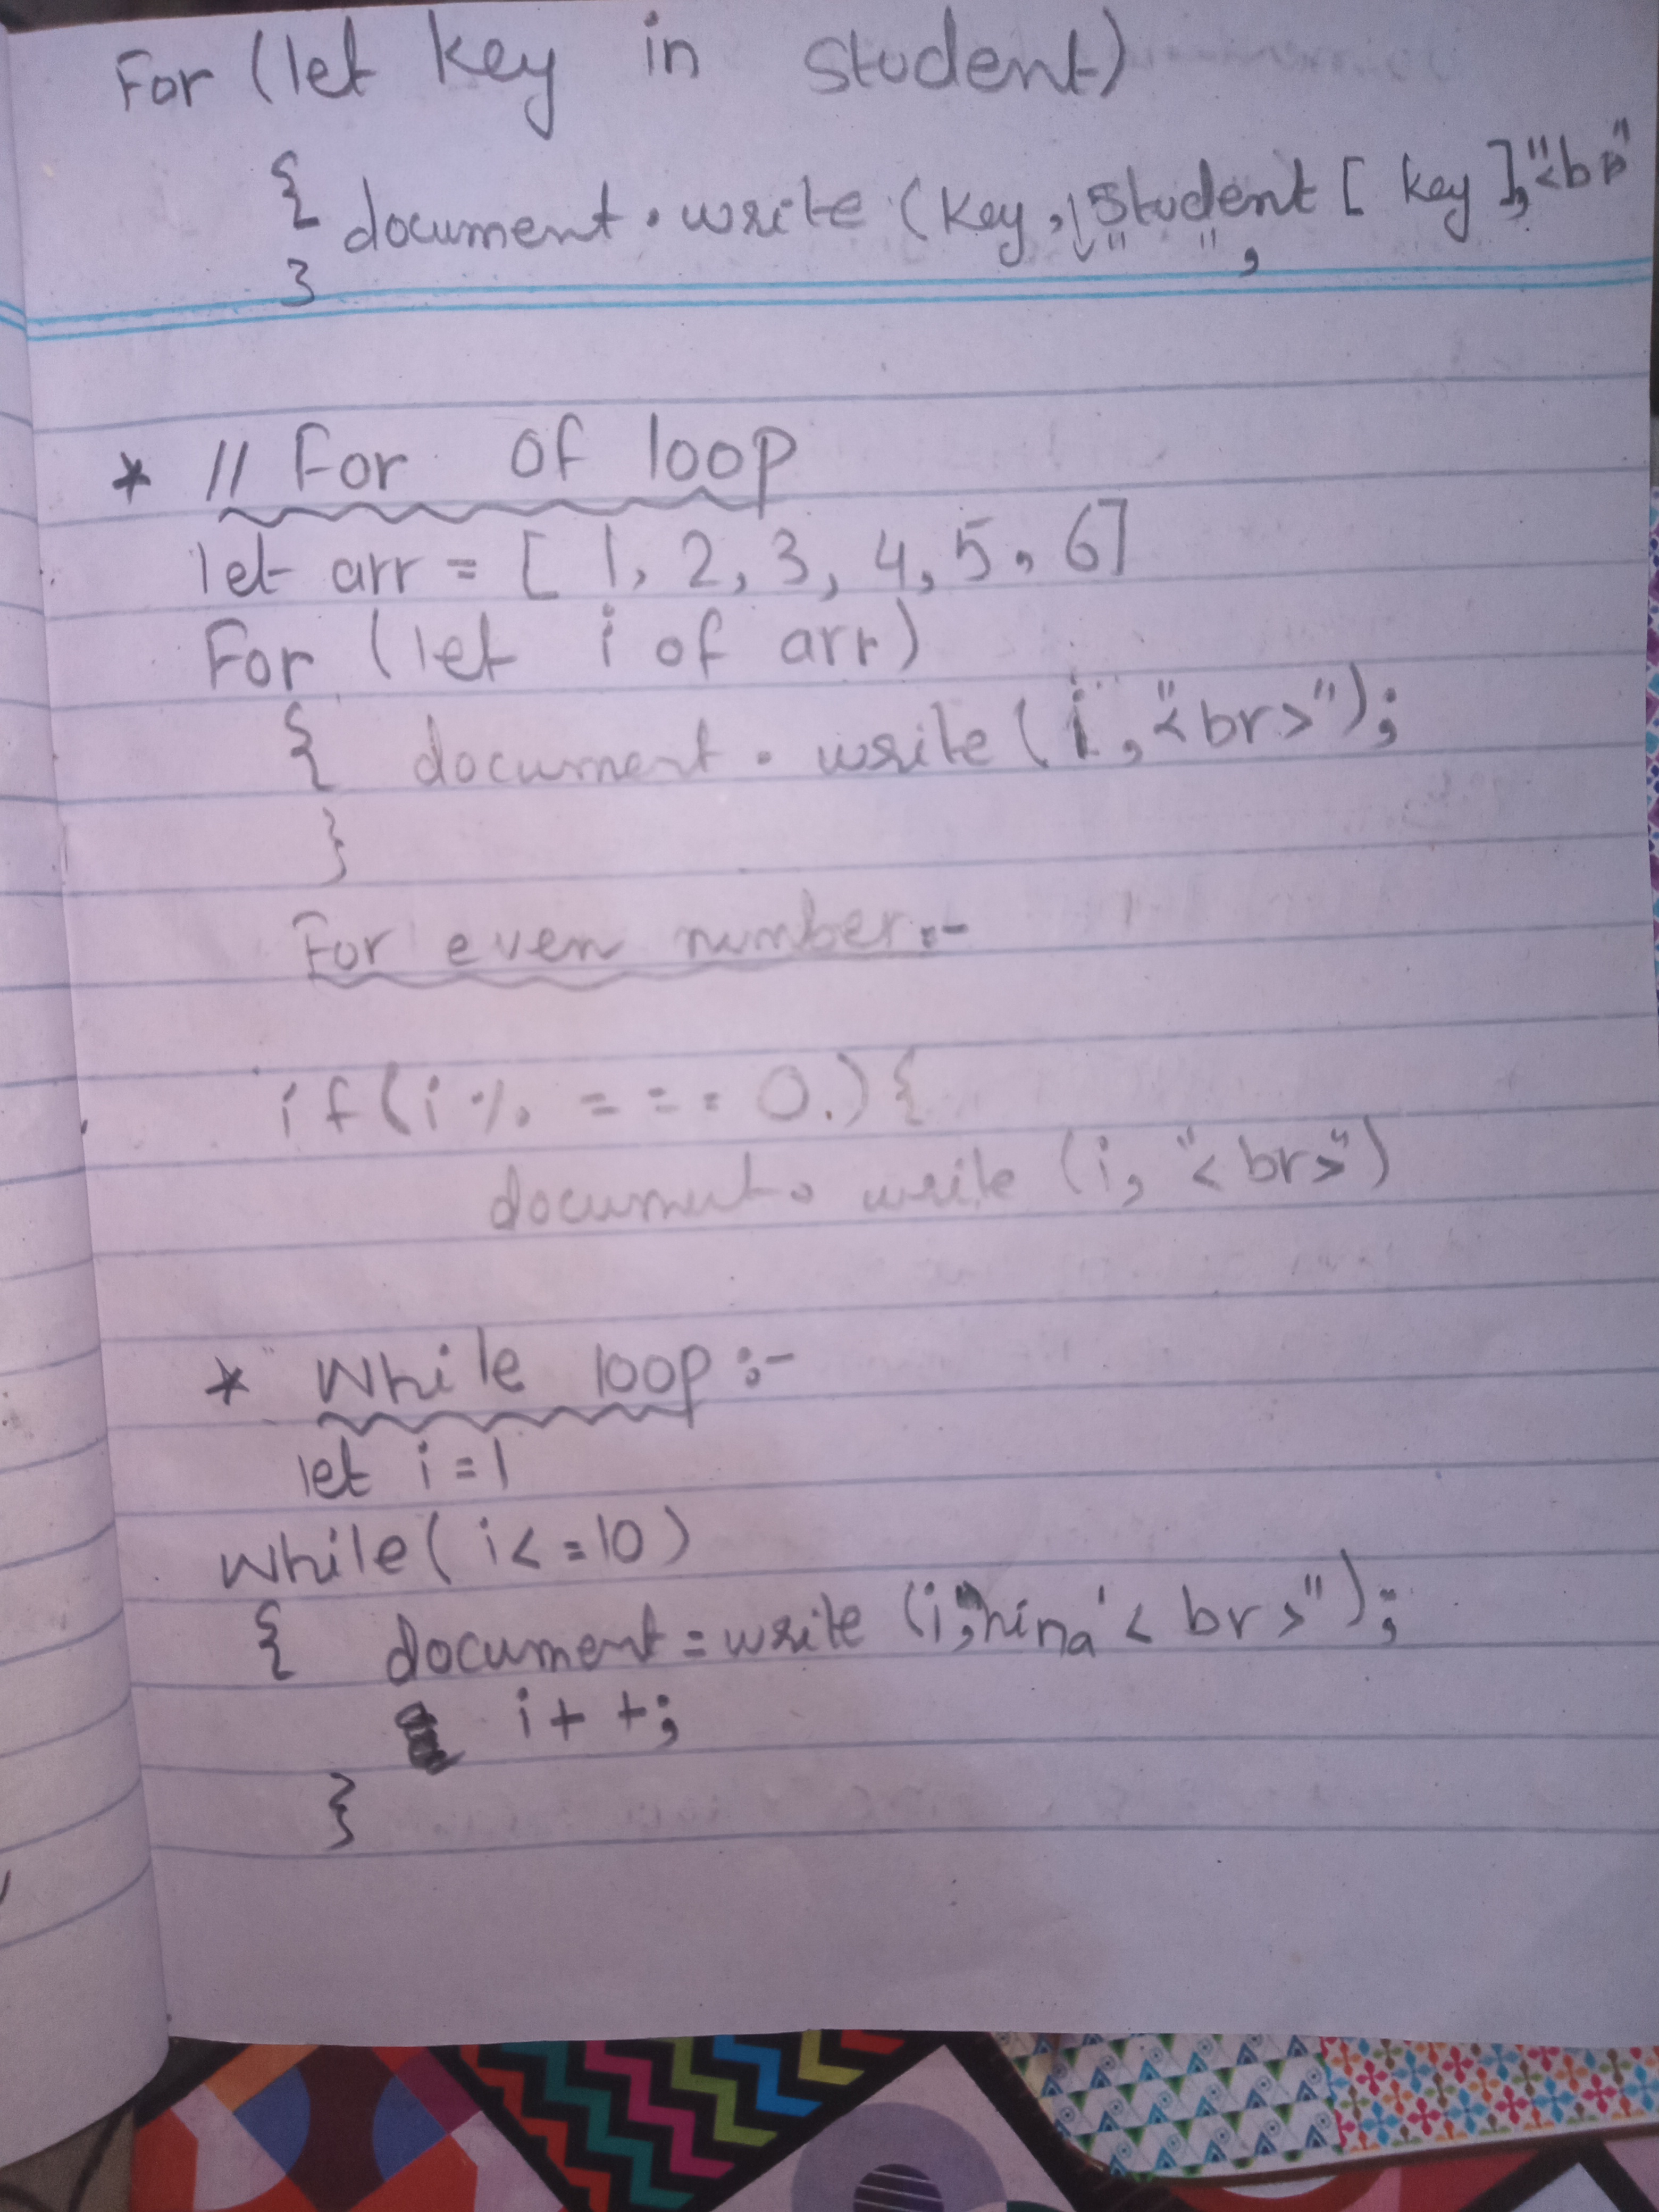 For (let key in student)
{ document.write (key, student [ key ], "<br>"
" ",
}
* // For of loop
let arr = [ 1, 2, 3, 4, 5, 6]
For (let i of arr)
{ document . write ( i, "<br>");
}
For even number :-
if (i % === 0.) {
document. write (i, "<br>")
* While loop :-
let i = 1
while ( i <= 10 )
{ document = write (i, "hina' < br >" );
i + +;
}